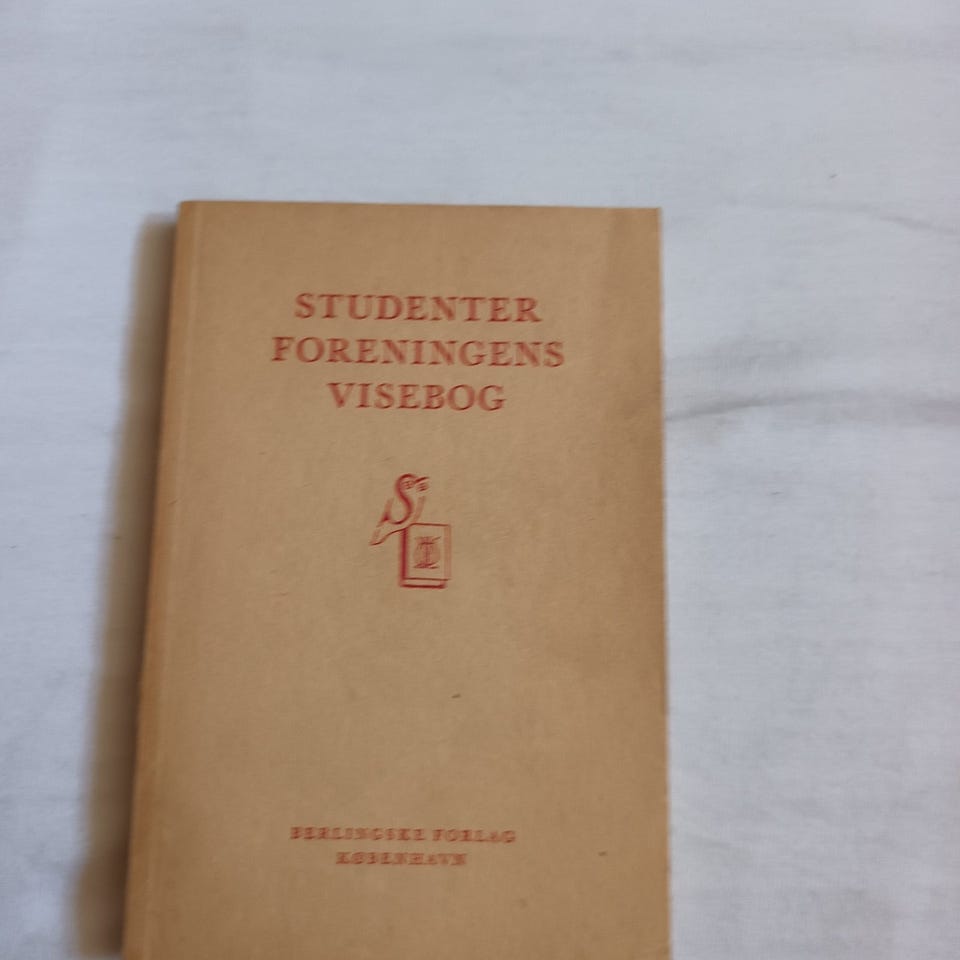 STUDENTER
FORENINGENS
VISEBOG
BERLINGSKE FORLAG
KØBENHAVN